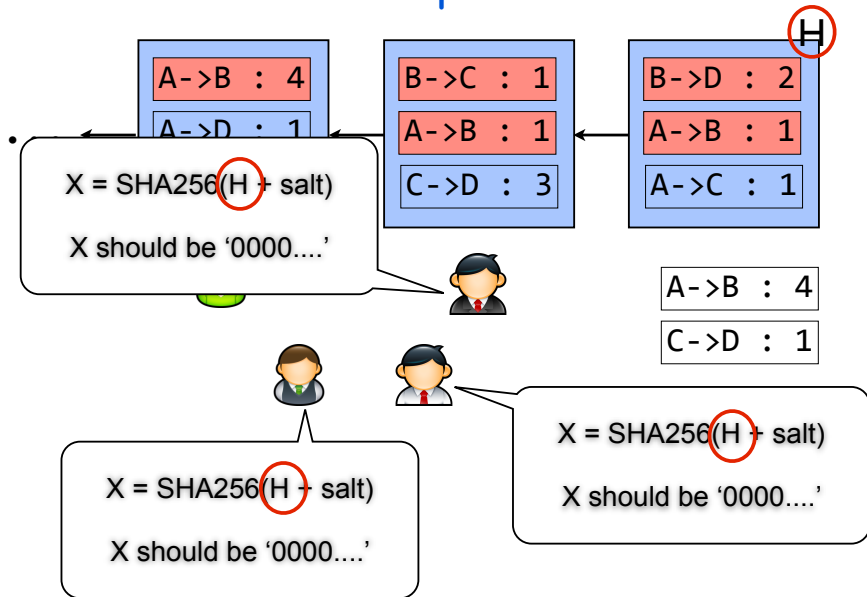 H
A->B : 4
A->D : 1
B->C : 1
A->B : 1
C->D : 3
B->D : 2
A->B : 1
A->C : 1
X = SHA256(H + salt)
X should be ‘0000....’
A->B : 4
C->D : 1
X = SHA256(H + salt)
X should be ‘0000....’
X = SHA256(H + salt)
X should be ‘0000....’